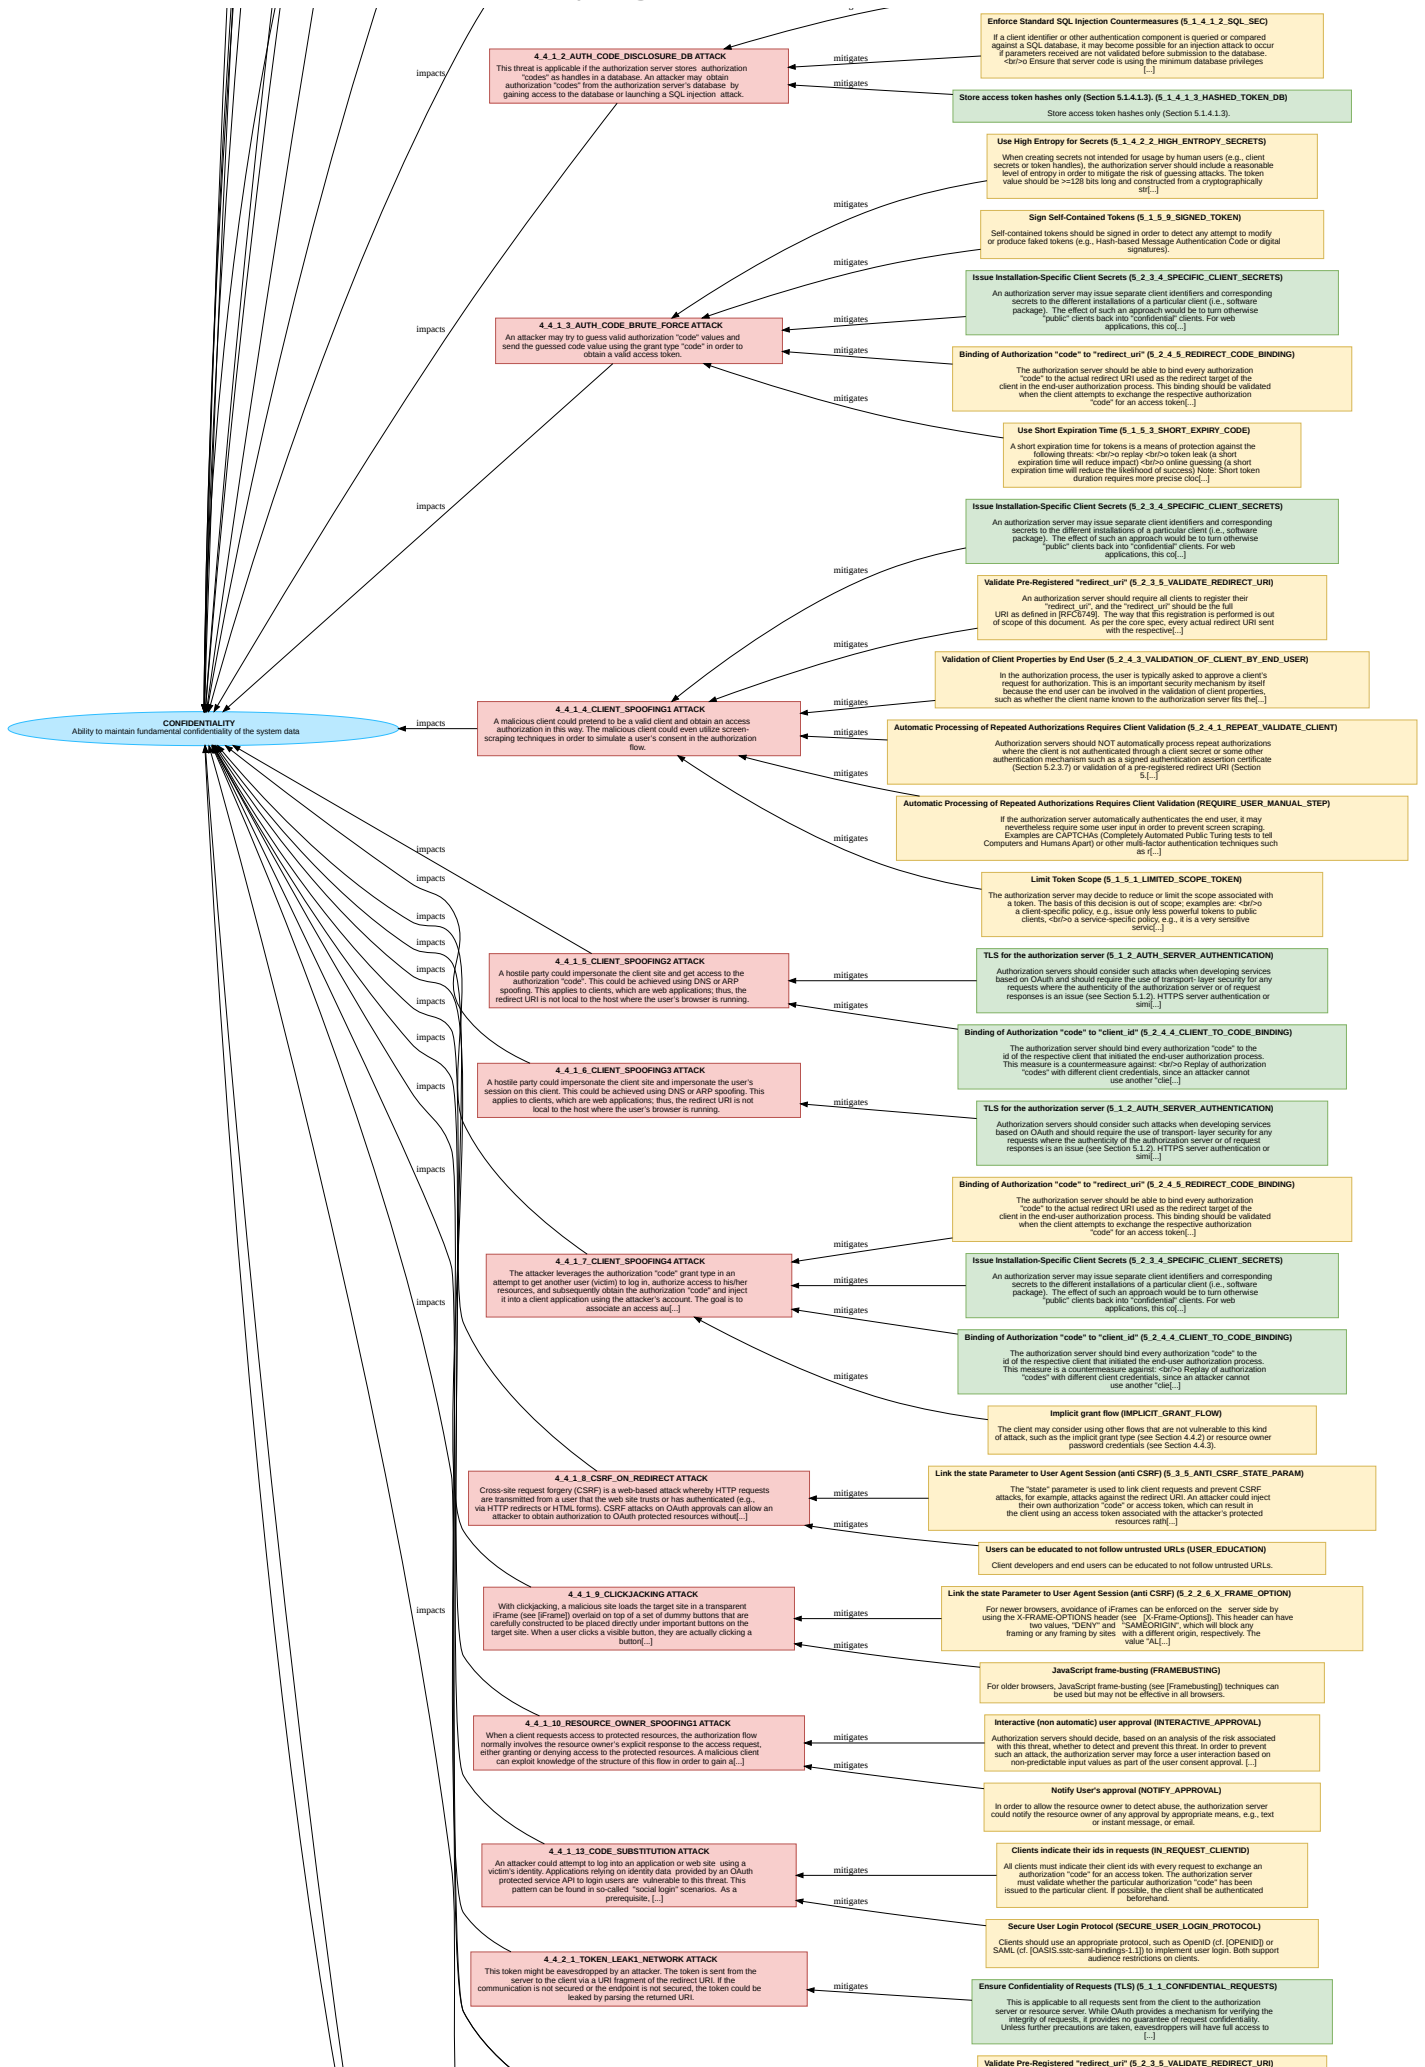 impacts
4_4_1_2_AUTH_CODE_DISCLOSURE_DB ATTACK
This threat is applicable if the authorization server stores authorization
"codes" as handles in a database. An attacker may obtain
authorization "codes" from the authorization server's database by
gaining access to the database or launching a SQL injection attack.
mitigates
Enforce Standard SQL Injection Countermeasures (5_1_4_1_2_SQL_SEC)
If a client identifier or other authentication component is queried or compared
against a SQL database, it may become possible for an injection attack to occur
if parameters received are not validated before submission to the database.
<br/>o Ensure that server code is using the minimum database privileges
[...]
mitigates
Store access token hashes only (Section 5.1.4.1.3). (5_1_4_1_3_HASHED_TOKEN_DB)
Store access token hashes only (Section 5.1.4.1.3).
impacts
4_4_1_3_AUTH_CODE_BRUTE_FORCE ATTACK
An attacker may try to guess valid authorization "code" values and
send the guessed code value using the grant type "code" in order to
obtain a valid access token.
mitigates
Use High Entropy for Secrets (5_1_4_2_2_HIGH_ENTROPY_SECRETS)
When creating secrets not intended for usage by human users (e.g., client
secrets or token handles), the authorization server should include a reasonable
level of entropy in order to mitigate the risk of guessing attacks. The token
value should be >=128 bits long and constructed from a cryptographically
str[...]
mitigates
Sign Self-Contained Tokens (5_1_5_9_SIGNED_TOKEN)
Self-contained tokens should be signed in order to detect any attempt to modify
or produce faked tokens (e.g., Hash-based Message Authentication Code or digital
signatures).
mitigates
Issue Installation-Specific Client Secrets (5_2_3_4_SPECIFIC_CLIENT_SECRETS)
An authorization server may issue separate client identifiers and corresponding
secrets to the different installations of a particular client (i.e., software
package). The effect of such an approach would be to turn otherwise
"public" clients back into "confidential" clients. For web
applications, this co[...]
mitigates
Binding of Authorization "code" to "redirect_uri" (5_2_4_5_REDIRECT_CODE_BINDING)
The authorization server should be able to bind every authorization
"code" to the actual redirect URI used as the redirect target of the
client in the end-user authorization process. This binding should be validated
when the client attempts to exchange the respective authorization
"code" for an access token[...]
mitigates
Use Short Expiration Time (5_1_5_3_SHORT_EXPIRY_CODE)
A short expiration time for tokens is a means of protection against the
following threats: <br/>o replay <br/>o token leak (a short
expiration time will reduce impact) <br/>o online guessing (a short
expiration time will reduce the likelihood of success) Note: Short token
duration requires more precise cloc[...]
impacts
CONFIDENTIALITY
Ability to maintain fundamental confidentiality of the system data
impacts
4_4_1_4_CLIENT_SPOOFING1 ATTACK
A malicious client could pretend to be a valid client and obtain an access
authorization in this way. The malicious client could even utilize screen-
scraping techniques in order to simulate a user's consent in the authorization
flow.
mitigates
Issue Installation-Specific Client Secrets (5_2_3_4_SPECIFIC_CLIENT_SECRETS)
An authorization server may issue separate client identifiers and corresponding
secrets to the different installations of a particular client (i.e., software
package). The effect of such an approach would be to turn otherwise
"public" clients back into "confidential" clients. For web
applications, this co[...]
mitigates
Validate Pre-Registered "redirect_uri" (5_2_3_5_VALIDATE_REDIRECT_URI)
An authorization server should require all clients to register their
"redirect_uri", and the "redirect_uri" should be the full
URI as defined in [RFC6749]. The way that this registration is performed is out
of scope of this document. As per the core spec, every actual redirect URI sent
with the respective[...]
mitigates
Validation of Client Properties by End User (5_2_4_3_VALIDATION_OF_CLIENT_BY_END_USER)
In the authorization process, the user is typically asked to approve a client's
request for authorization. This is an important security mechanism by itself
because the end user can be involved in the validation of client properties,
such as whether the client name known to the authorization server fits the[...]
mitigates
Automatic Processing of Repeated Authorizations Requires Client Validation (5_2_4_1_REPEAT_VALIDATE_CLIENT)
Authorization servers should NOT automatically process repeat authorizations
where the client is not authenticated through a client secret or some other
authentication mechanism such as a signed authentication assertion certificate
(Section 5.2.3.7) or validation of a pre-registered redirect URI (Section
5.[...]
mitigates
Automatic Processing of Repeated Authorizations Requires Client Validation (REQUIRE_USER_MANUAL_STEP)
If the authorization server automatically authenticates the end user, it may
nevertheless require some user input in order to prevent screen scraping.
Examples are CAPTCHAs (Completely Automated Public Turing tests to tell
Computers and Humans Apart) or other multi-factor authentication techniques such
as r[...]
mitigates
Limit Token Scope (5_1_5_1_LIMITED_SCOPE_TOKEN)
The authorization server may decide to reduce or limit the scope associated with
a token. The basis of this decision is out of scope; examples are: <br/>o
a client-specific policy, e.g., issue only less powerful tokens to public
clients, <br/>o a service-specific policy, e.g., it is a very sensitive
servic[...]
impacts
4_4_1_5_CLIENT_SPOOFING2 ATTACK
A hostile party could impersonate the client site and get access to the
authorization "code". This could be achieved using DNS or ARP
spoofing. This applies to clients, which are web applications; thus, the
redirect URI is not local to the host where the user's browser is running.
mitigates
TLS for the authorization server (5_1_2_AUTH_SERVER_AUTHENTICATION)
Authorization servers should consider such attacks when developing services
based on OAuth and should require the use of transport- layer security for any
requests where the authenticity of the authorization server or of request
responses is an issue (see Section 5.1.2). HTTPS server authentication or
simi[...]
mitigates
Binding of Authorization "code" to "client_id" (5_2_4_4_CLIENT_TO_CODE_BINDING)
The authorization server should bind every authorization "code" to the
id of the respective client that initiated the end-user authorization process.
This measure is a countermeasure against: <br/>o Replay of authorization
"codes" with different client credentials, since an attacker cannot
use another "clie[...]
impacts
4_4_1_6_CLIENT_SPOOFING3 ATTACK
A hostile party could impersonate the client site and impersonate the user's
session on this client. This could be achieved using DNS or ARP spoofing. This
applies to clients, which are web applications; thus, the redirect URI is not
local to the host where the user's browser is running.
mitigates
TLS for the authorization server (5_1_2_AUTH_SERVER_AUTHENTICATION)
Authorization servers should consider such attacks when developing services
based on OAuth and should require the use of transport- layer security for any
requests where the authenticity of the authorization server or of request
responses is an issue (see Section 5.1.2). HTTPS server authentication or
simi[...]
impacts
4_4_1_7_CLIENT_SPOOFING4 ATTACK
The attacker leverages the authorization "code" grant type in an
attempt to get another user (victim) to log in, authorize access to his/her
resources, and subsequently obtain the authorization "code" and inject
it into a client application using the attacker's account. The goal is to
associate an access au[...]
mitigates
Binding of Authorization "code" to "redirect_uri" (5_2_4_5_REDIRECT_CODE_BINDING)
The authorization server should be able to bind every authorization
"code" to the actual redirect URI used as the redirect target of the
client in the end-user authorization process. This binding should be validated
when the client attempts to exchange the respective authorization
"code" for an access token[...]
mitigates
Issue Installation-Specific Client Secrets (5_2_3_4_SPECIFIC_CLIENT_SECRETS)
An authorization server may issue separate client identifiers and corresponding
secrets to the different installations of a particular client (i.e., software
package). The effect of such an approach would be to turn otherwise
"public" clients back into "confidential" clients. For web
applications, this co[...]
mitigates
Binding of Authorization "code" to "client_id" (5_2_4_4_CLIENT_TO_CODE_BINDING)
The authorization server should bind every authorization "code" to the
id of the respective client that initiated the end-user authorization process.
This measure is a countermeasure against: <br/>o Replay of authorization
"codes" with different client credentials, since an attacker cannot
use another "clie[...]
mitigates
Implicit grant flow (IMPLICIT_GRANT_FLOW)
The client may consider using other flows that are not vulnerable to this kind
of attack, such as the implicit grant type (see Section 4.4.2) or resource owner
password credentials (see Section 4.4.3).
impacts
4_4_1_8_CSRF_ON_REDIRECT ATTACK
Cross-site request forgery (CSRF) is a web-based attack whereby HTTP requests
are transmitted from a user that the web site trusts or has authenticated (e.g.,
via HTTP redirects or HTML forms). CSRF attacks on OAuth approvals can allow an
attacker to obtain authorization to OAuth protected resources without[...]
mitigates
Link the state Parameter to User Agent Session (anti CSRF) (5_3_5_ANTI_CSRF_STATE_PARAM)
The "state" parameter is used to link client requests and prevent CSRF
attacks, for example, attacks against the redirect URI. An attacker could inject
their own authorization "code" or access token, which can result in
the client using an access token associated with the attacker's protected
resources rath[...]
mitigates
Users can be educated to not follow untrusted URLs (USER_EDUCATION)
Client developers and end users can be educated to not follow untrusted URLs.
impacts
4_4_1_9_CLICKJACKING ATTACK
With clickjacking, a malicious site loads the target site in a transparent
iFrame (see [iFrame]) overlaid on top of a set of dummy buttons that are
carefully constructed to be placed directly under important buttons on the
target site. When a user clicks a visible button, they are actually clicking a
button[...]
mitigates
Link the state Parameter to User Agent Session (anti CSRF) (5_2_2_6_X_FRAME_OPTION)
For newer browsers, avoidance of iFrames can be enforced on the server side by
using the X-FRAME-OPTIONS header (see [X-Frame-Options]). This header can have
two values, "DENY" and "SAMEORIGIN", which will block any
framing or any framing by sites with a different origin, respectively. The
value "AL[...]
mitigates
JavaScript frame-busting (FRAMEBUSTING)
For older browsers, JavaScript frame-busting (see [Framebusting]) techniques can
be used but may not be effective in all browsers.
impacts
4_4_1_10_RESOURCE_OWNER_SPOOFING1 ATTACK
When a client requests access to protected resources, the authorization flow
normally involves the resource owner's explicit response to the access request,
either granting or denying access to the protected resources. A malicious client
can exploit knowledge of the structure of this flow in order to gain a[...]
mitigates
Interactive (non automatic) user approval (INTERACTIVE_APPROVAL)
Authorization servers should decide, based on an analysis of the risk associated
with this threat, whether to detect and prevent this threat. In order to prevent
such an attack, the authorization server may force a user interaction based on
non-predictable input values as part of the user consent approval. [...]
mitigates
Notify User's approval (NOTIFY_APPROVAL)
In order to allow the resource owner to detect abuse, the authorization server
could notify the resource owner of any approval by appropriate means, e.g., text
or instant message, or email.
impacts
4_4_1_13_CODE_SUBSTITUTION ATTACK
An attacker could attempt to log into an application or web site using a
victim's identity. Applications relying on identity data provided by an OAuth
protected service API to login users are vulnerable to this threat. This
pattern can be found in so-called "social login" scenarios. As a
prerequisite, [...]
mitigates
Clients indicate their ids in requests (IN_REQUEST_CLIENTID)
All clients must indicate their client ids with every request to exchange an
authorization "code" for an access token. The authorization server
must validate whether the particular authorization "code" has been
issued to the particular client. If possible, the client shall be authenticated
beforehand.
mitigates
Secure User Login Protocol (SECURE_USER_LOGIN_PROTOCOL)
Clients should use an appropriate protocol, such as OpenID (cf. [OPENID]) or
SAML (cf. [OASIS.sstc-saml-bindings-1.1]) to implement user login. Both support
audience restrictions on clients.
impacts
4_4_2_1_TOKEN_LEAK1_NETWORK ATTACK
This token might be eavesdropped by an attacker. The token is sent from the
server to the client via a URI fragment of the redirect URI. If the
communication is not secured or the endpoint is not secured, the token could be
leaked by parsing the returned URI.
mitigates
Ensure Confidentiality of Requests (TLS) (5_1_1_CONFIDENTIAL_REQUESTS)
This is applicable to all requests sent from the client to the authorization
server or resource server. While OAuth provides a mechanism for verifying the
integrity of requests, it provides no guarantee of request confidentiality.
Unless further precautions are taken, eavesdroppers will have full access to
[...]
impacts
Validate Pre-Registered "redirect_uri" (5_2_3_5_VALIDATE_REDIRECT_URI)